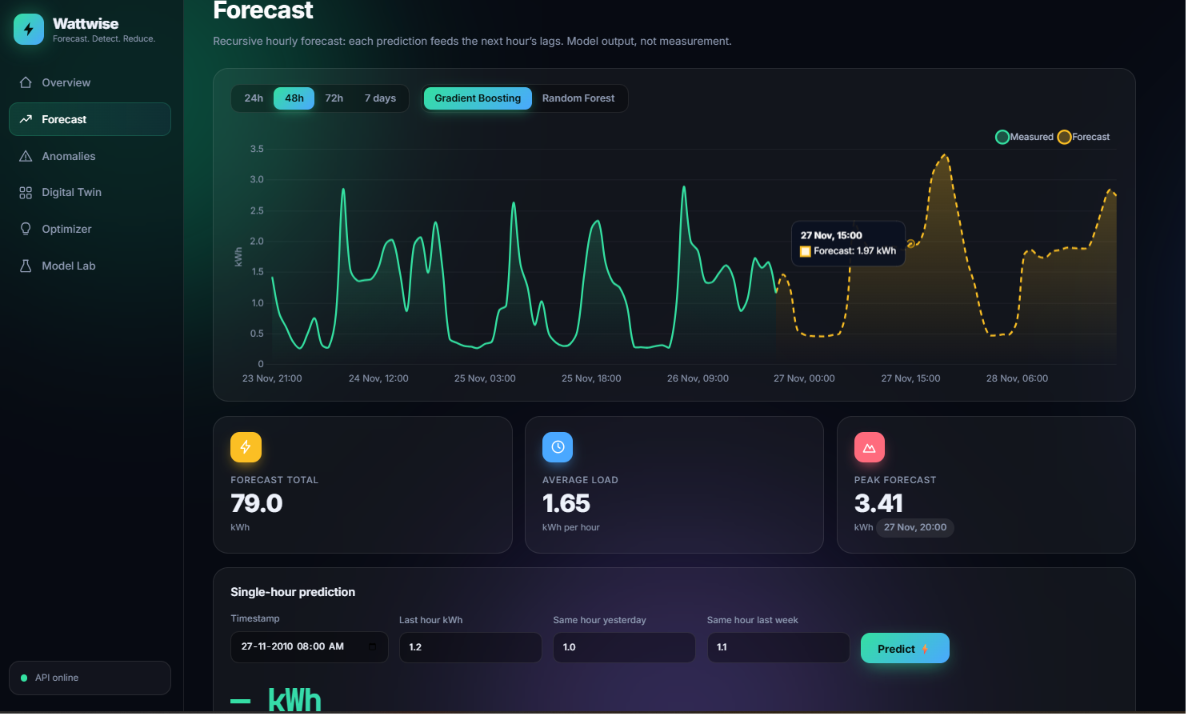 Wattwise
Forecast. Detect. Reduce.
Overview
Forecast
Anomalies
Digital Twin
Optimizer
Model Lab
API online
Forecast
Recursive hourly forecast: each prediction feeds the next hour's lags. Model output, not measurement.
24h 48h 72h 7 days Gradient Boosting Random Forest
Measured Forecast
3.5
3.0
2.5
2.0
1.5
1.0
0.5
0
kWh
27 Nov, 15:00
Forecast: 1.97 kWh
23 Nov, 21:00 24 Nov, 12:00 25 Nov, 03:00 25 Nov, 18:00 26 Nov, 09:00 27 Nov, 00:00 27 Nov, 15:00 28 Nov, 06:00
FORECAST TOTAL
79.0
kWh
AVERAGE LOAD
1.65
kWh per hour
PEAK FORECAST
3.41
kWh 27 Nov, 20:00
Single-hour prediction
Timestamp Last hour kWh Same hour yesterday Same hour last week
27-11-2010 08:00 AM 1.2 1.0 1.1 Predict
— kWh